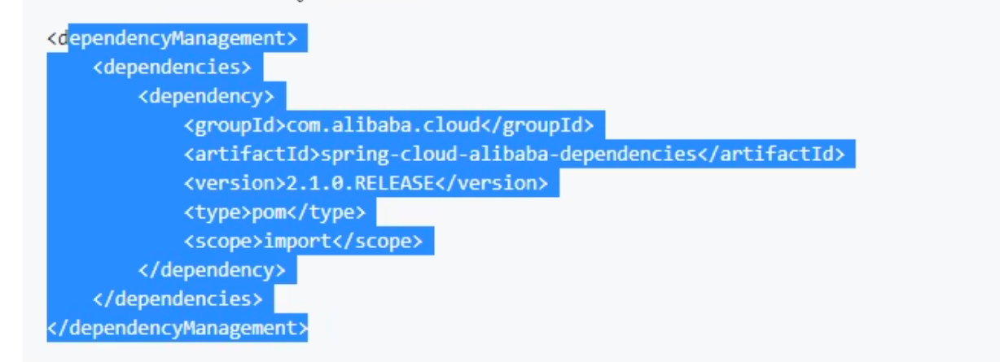 <dependencyManagement>
    <dependencies>
        <dependency>
            <groupId>com.alibaba.cloud</groupId>
            <artifactId>spring-cloud-alibaba-dependencies</artifactId>
            <version>2.1.0.RELEASE</version>
            <type>pom</type>
            <scope>import</scope>
        </dependency>
    </dependencies>
</dependencyManagement>